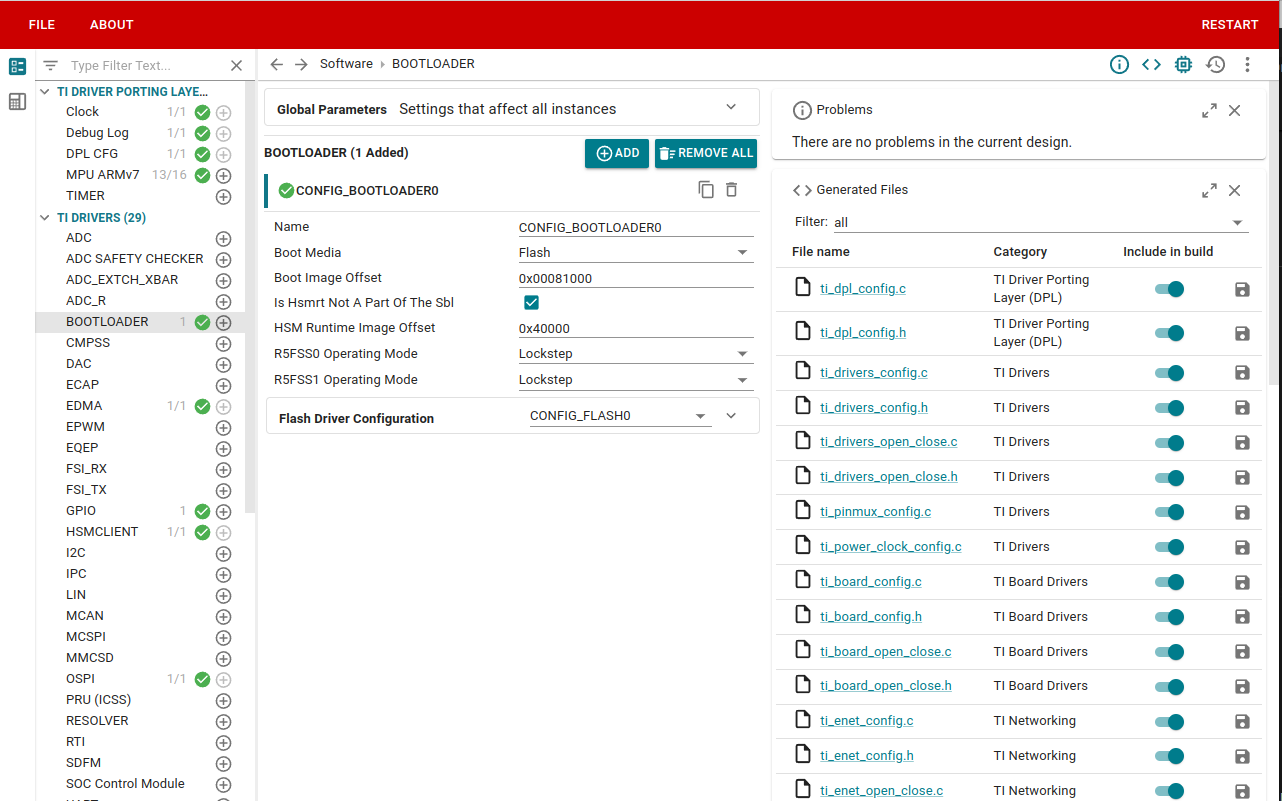 FILE ABOUT RESTART
Type Filter Text...
Software › BOOTLOADER
TI DRIVER PORTING LAYE...
Clock 1/1
Debug Log 1/1
DPL CFG 1/1
MPU ARMv7 13/16
TIMER
TI DRIVERS (29)
ADC
ADC SAFETY CHECKER
ADC_EXTCH_XBAR
ADC_R
BOOTLOADER 1
CMPSS
DAC
ECAP
EDMA 1/1
EPWM
EQEP
FSI_RX
FSI_TX
GPIO 1
HSMCLIENT 1/1
I2C
IPC
LIN
MCAN
MCSPI
MMCSD
OSPI 1/1
PRU (ICSS)
RESOLVER
RTI
SDFM
SOC Control Module
Global Parameters Settings that affect all instances
BOOTLOADER (1 Added) ADD REMOVE ALL
CONFIG_BOOTLOADER0
Name CONFIG_BOOTLOADER0
Boot Media Flash
Boot Image Offset 0x00081000
Is Hsmrt Not A Part Of The Sbl
HSM Runtime Image Offset 0x40000
R5FSS0 Operating Mode Lockstep
R5FSS1 Operating Mode Lockstep
Flash Driver Configuration CONFIG_FLASH0
Problems
There are no problems in the current design.
Generated Files
Filter: all
File name Category Include in build
ti_dpl_config.c TI Driver Porting
Layer (DPL)
ti_dpl_config.h TI Driver Porting
Layer (DPL)
ti_drivers_config.c TI Drivers
ti_drivers_config.h TI Drivers
ti_drivers_open_close.c TI Drivers
ti_drivers_open_close.h TI Drivers
ti_pinmux_config.c TI Drivers
ti_power_clock_config.c TI Drivers
ti_board_config.c TI Board Drivers
ti_board_config.h TI Board Drivers
ti_board_open_close.c TI Board Drivers
ti_board_open_close.h TI Board Drivers
ti_enet_config.c TI Networking
ti_enet_config.h TI Networking
ti_enet_open_close.c TI Networking